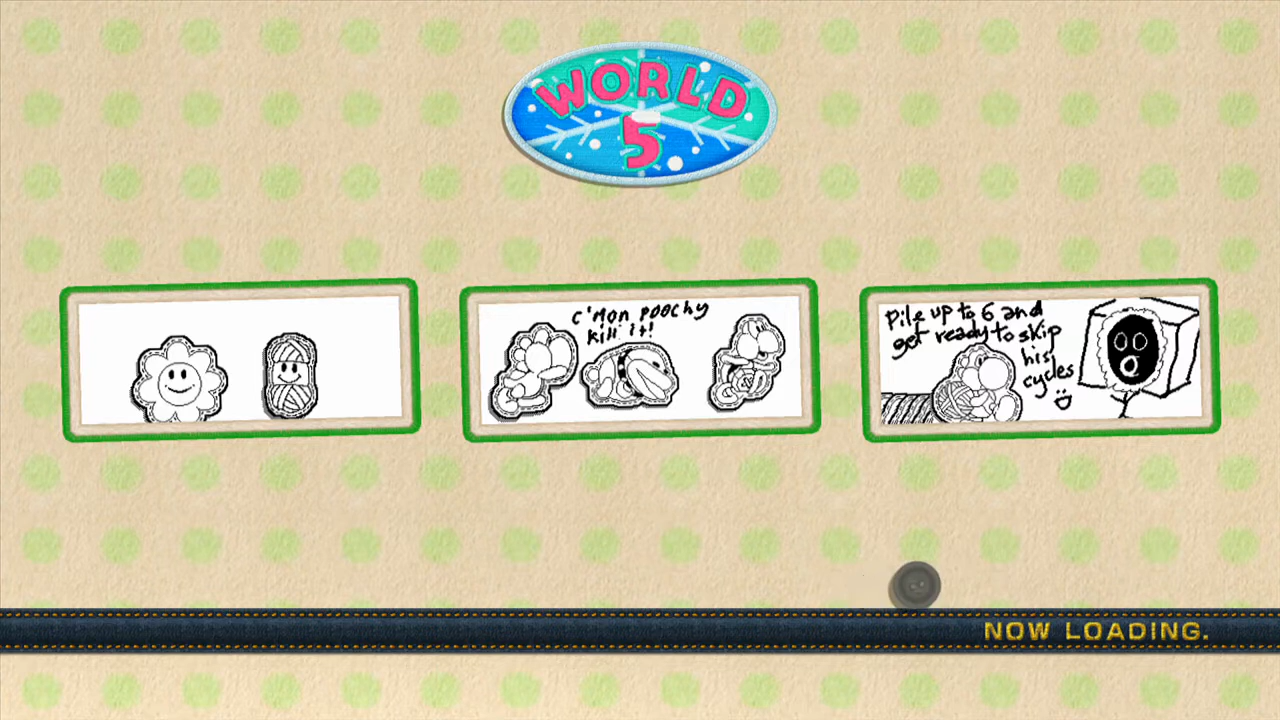 WORLD
5
C'MON POOCHY
Kill it!
Pile up to 6 and
get ready to skip
his
cycles
NOW LOADING.